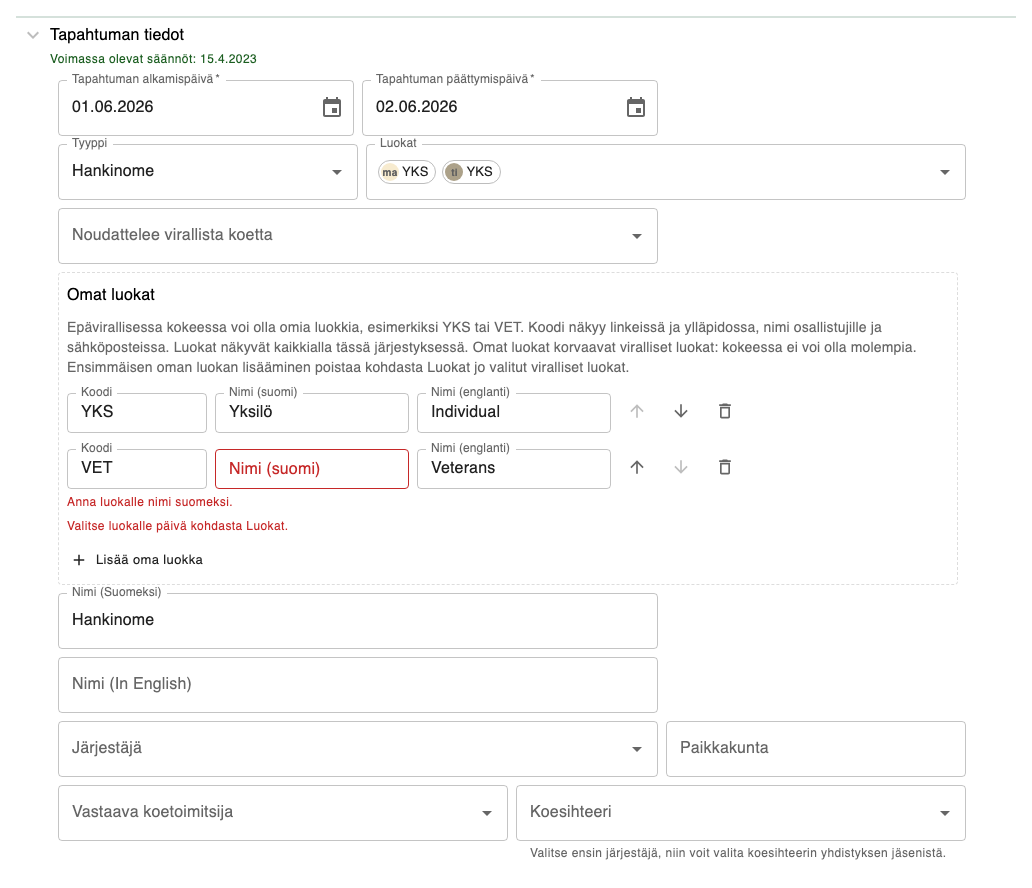 Tapahtuman tiedot
Voimassa olevat säännöt: 15.4.2023
Tapahtuman alkamispäivä * Tapahtuman päättymispäivä *
01.06.2026 02.06.2026
Tyyppi Luokat
Hankinome ma YKS ti YKS
Noudattelee virallista koetta
Omat luokat
Epävirallisessa kokeessa voi olla omia luokkia, esimerkiksi YKS tai VET. Koodi näkyy linkeissä ja ylläpidossa, nimi osallistujille ja
sähköposteissa. Luokat näkyvät kaikkialla tässä järjestyksessä. Omat luokat korvaavat viralliset luokat: kokeessa ei voi olla molempia.
Ensimmäisen oman luokan lisääminen poistaa kohdasta Luokat jo valitut viralliset luokat.
Koodi Nimi (suomi) Nimi (englanti)
YKS Yksilö Individual
Koodi Nimi (englanti)
VET Nimi (suomi) Veterans
Anna luokalle nimi suomeksi.
Valitse luokalle päivä kohdasta Luokat.
+ Lisää oma luokka
Nimi (Suomeksi)
Hankinome
Nimi (In English)
Järjestäjä Paikkakunta
Vastaava koetoimitsija Koesihteeri
Valitse ensin järjestäjä, niin voit valita koesihteerin yhdistyksen jäsenistä.